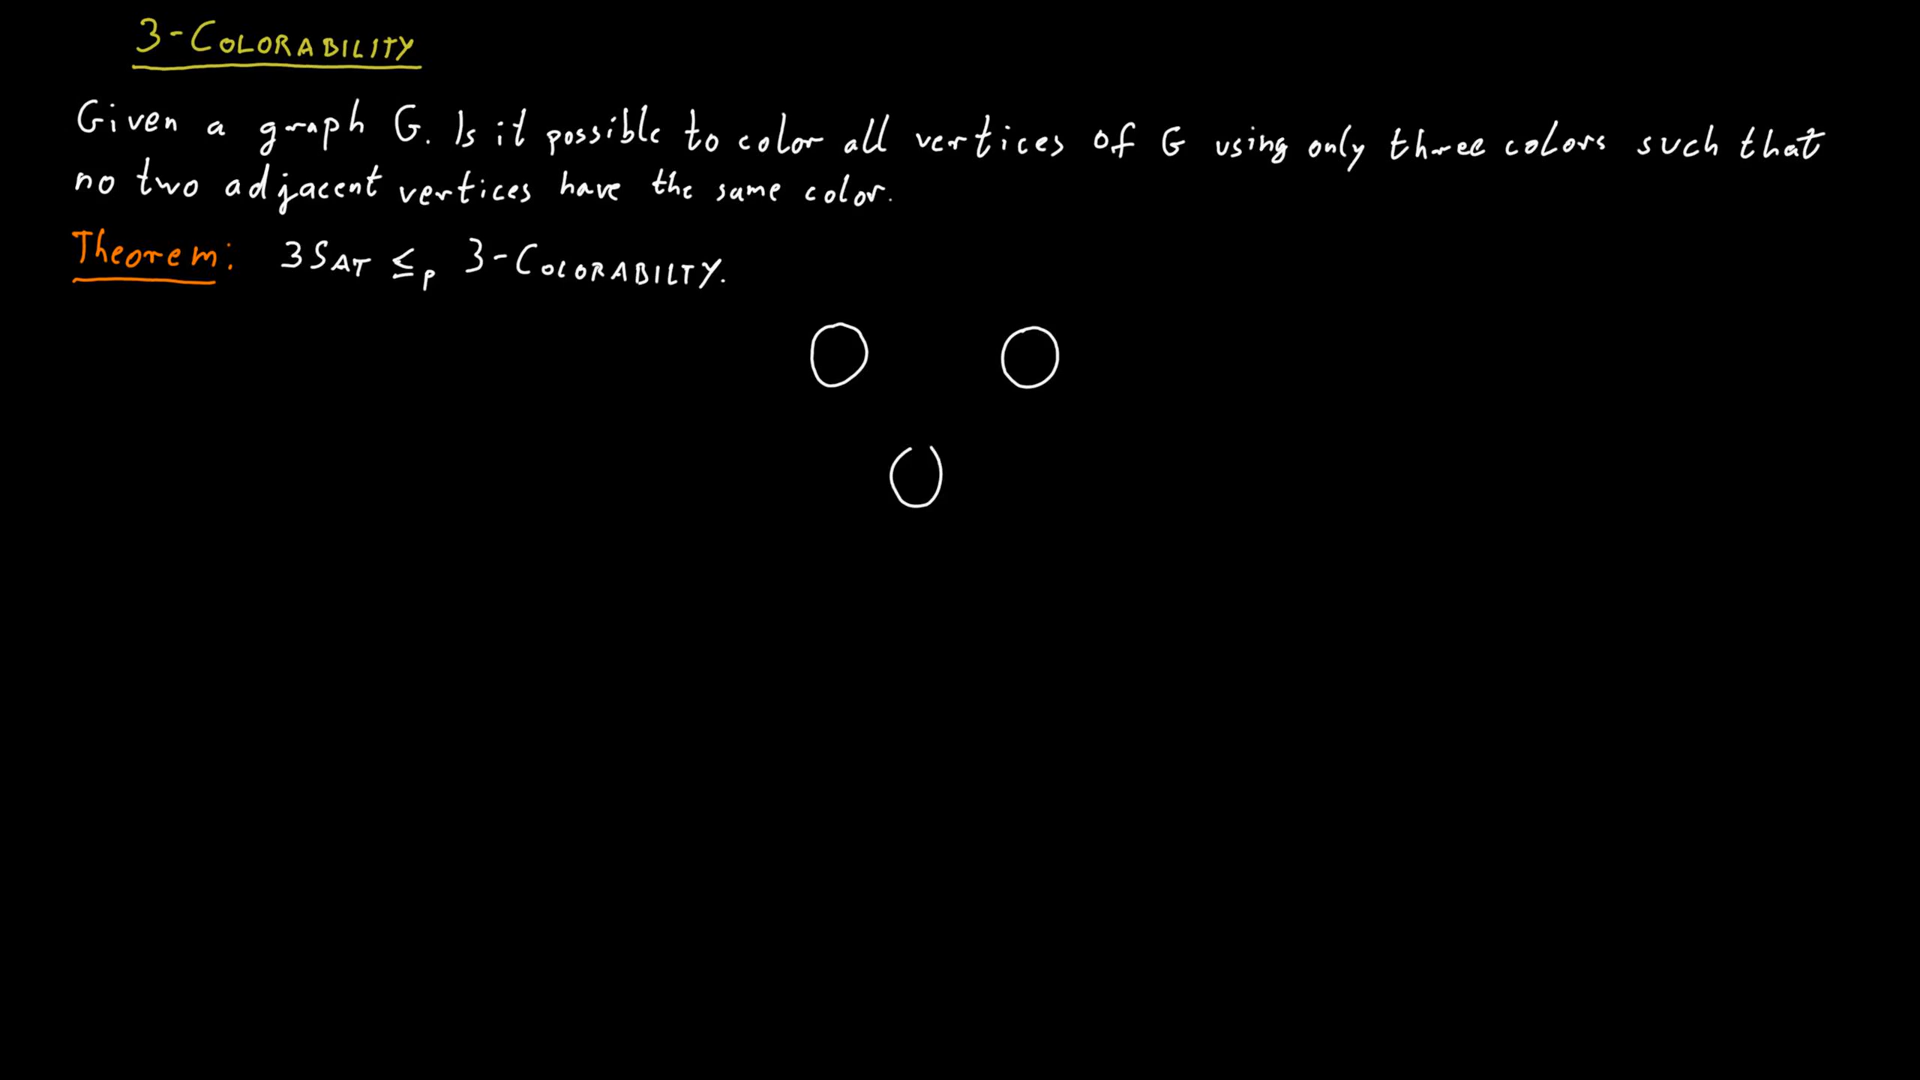 3-COLORABILITY
Given a graph G. Is it possible to color all vertices of G using only three colors such that
no two adjacent vertices have the same color.
Theorem: 3SAT ≤p 3-COLORABILTY.